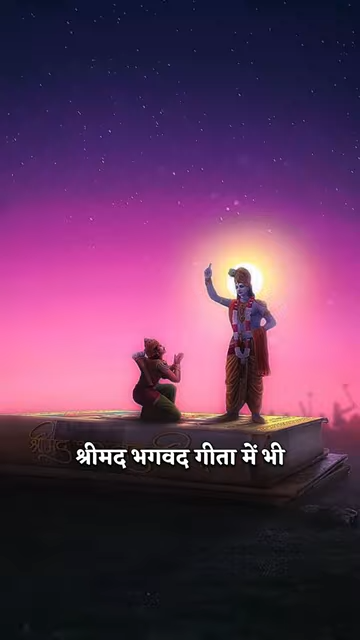 श्रीमद भगवद गीता में भी